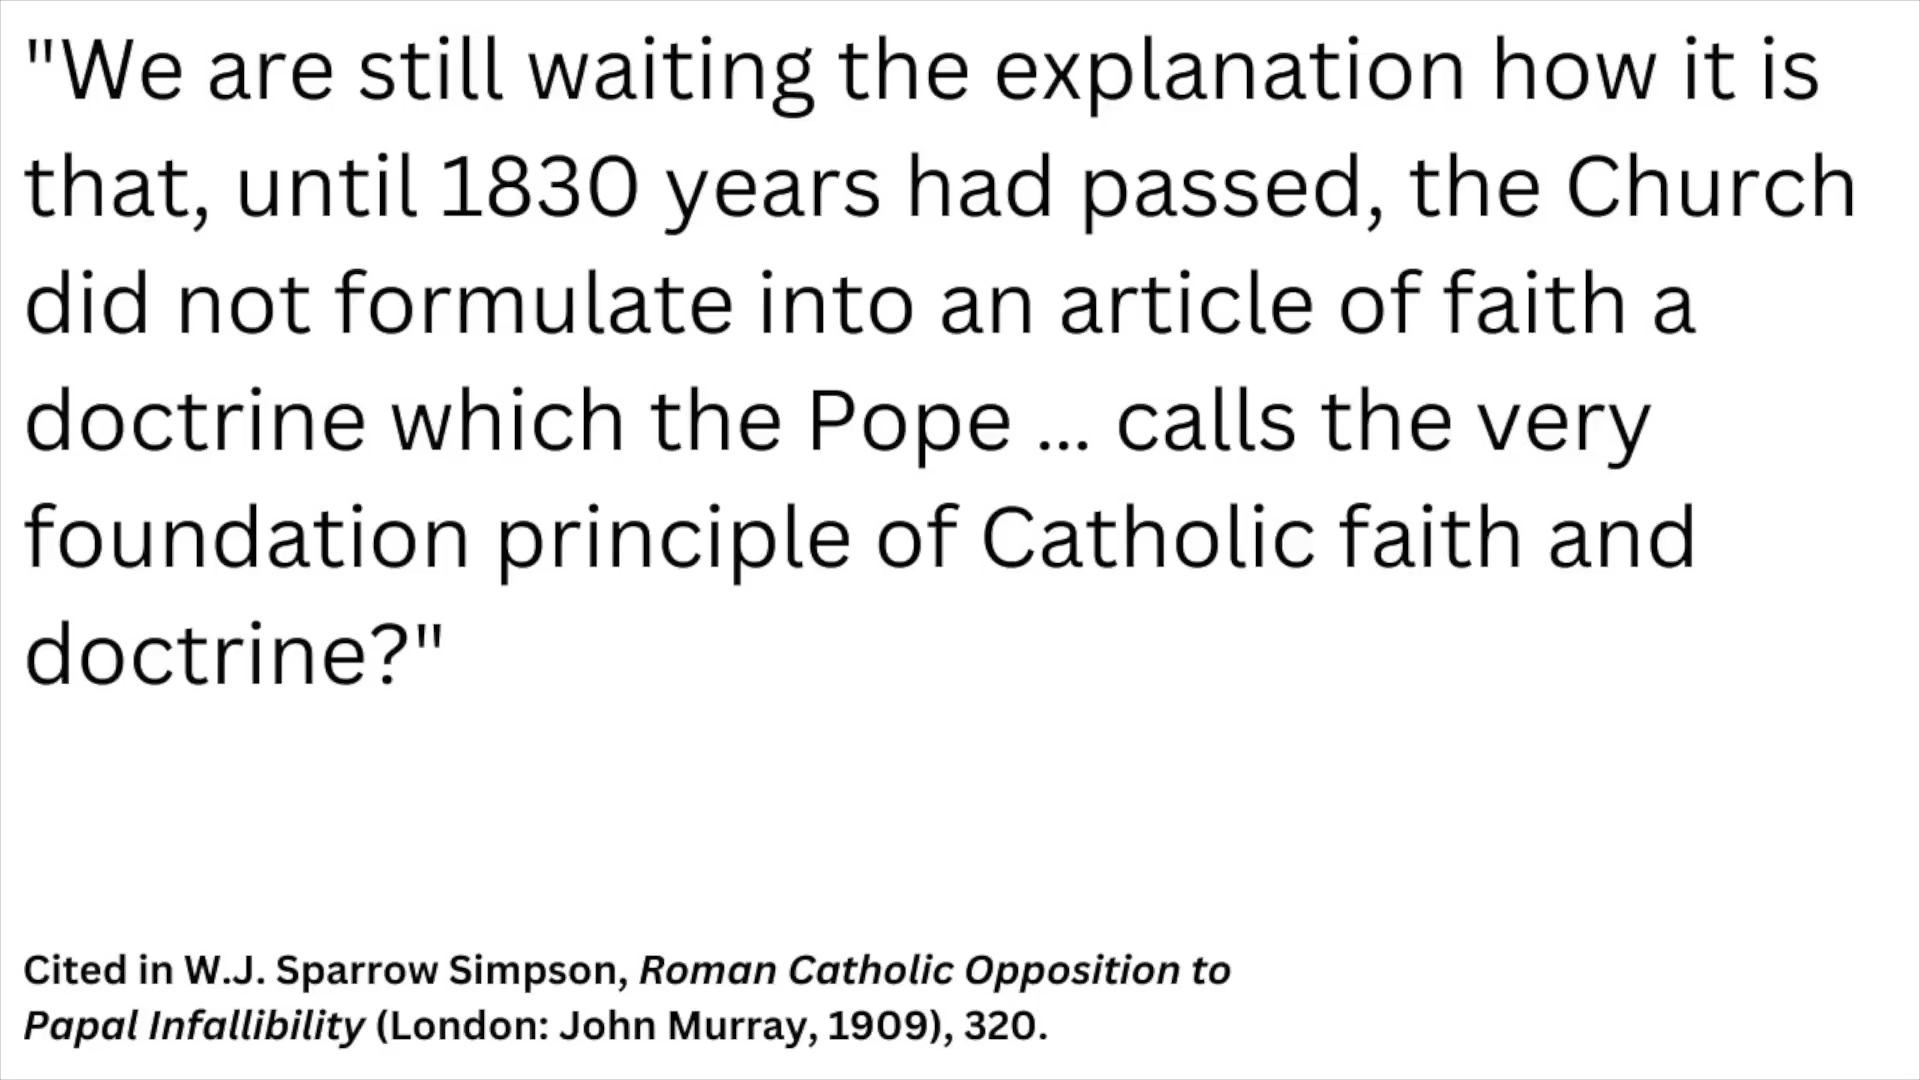 "We are still waiting the explanation how it is
that, until 1830 years had passed, the Church
did not formulate into an article of faith a
doctrine which the Pope ... calls the very
foundation principle of Catholic faith and
doctrine?"
Cited in W.J. Sparrow Simpson, Roman Catholic Opposition to
Papal Infallibility (London: John Murray, 1909), 320.